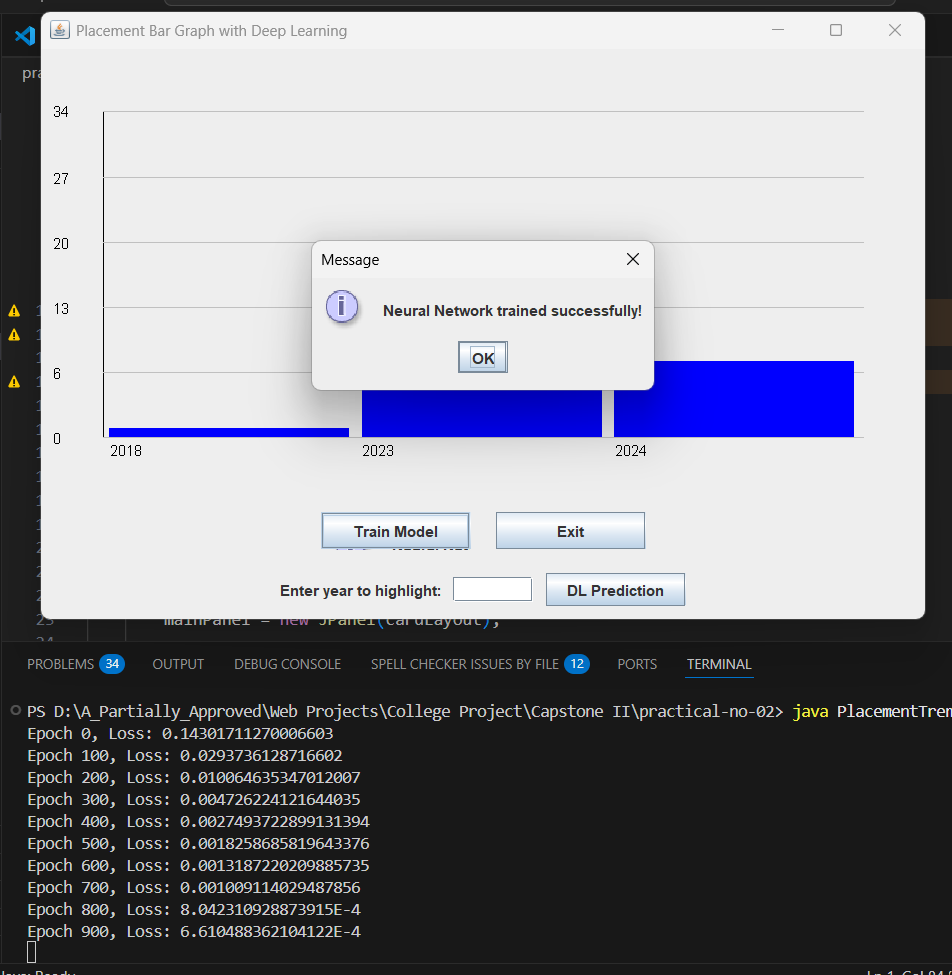 Placement Bar Graph with Deep Learning
34
27
20
13
6
0
2018 2023 2024
Message
Neural Network trained successfully!
OK
Train Model Exit
Enter year to highlight: DL Prediction
23 mainPanel = new JPanel(cardLayout);
24
PROBLEMS 34 OUTPUT DEBUG CONSOLE SPELL CHECKER ISSUES BY FILE 12 PORTS TERMINAL
PS D:\A_Partially_Approved\Web Projects\College Project\Capstone II\practical-no-02> java PlacementTren
Epoch 0, Loss: 0.14301711270006603
Epoch 100, Loss: 0.0293736128716602
Epoch 200, Loss: 0.010064635347012007
Epoch 300, Loss: 0.004726224121644035
Epoch 400, Loss: 0.0027493722899131394
Epoch 500, Loss: 0.0018258685819643376
Epoch 600, Loss: 0.0013187220209885735
Epoch 700, Loss: 0.001009114029487856
Epoch 800, Loss: 8.042310928873915E-4
Epoch 900, Loss: 6.610488362104122E-4
Java: Ready